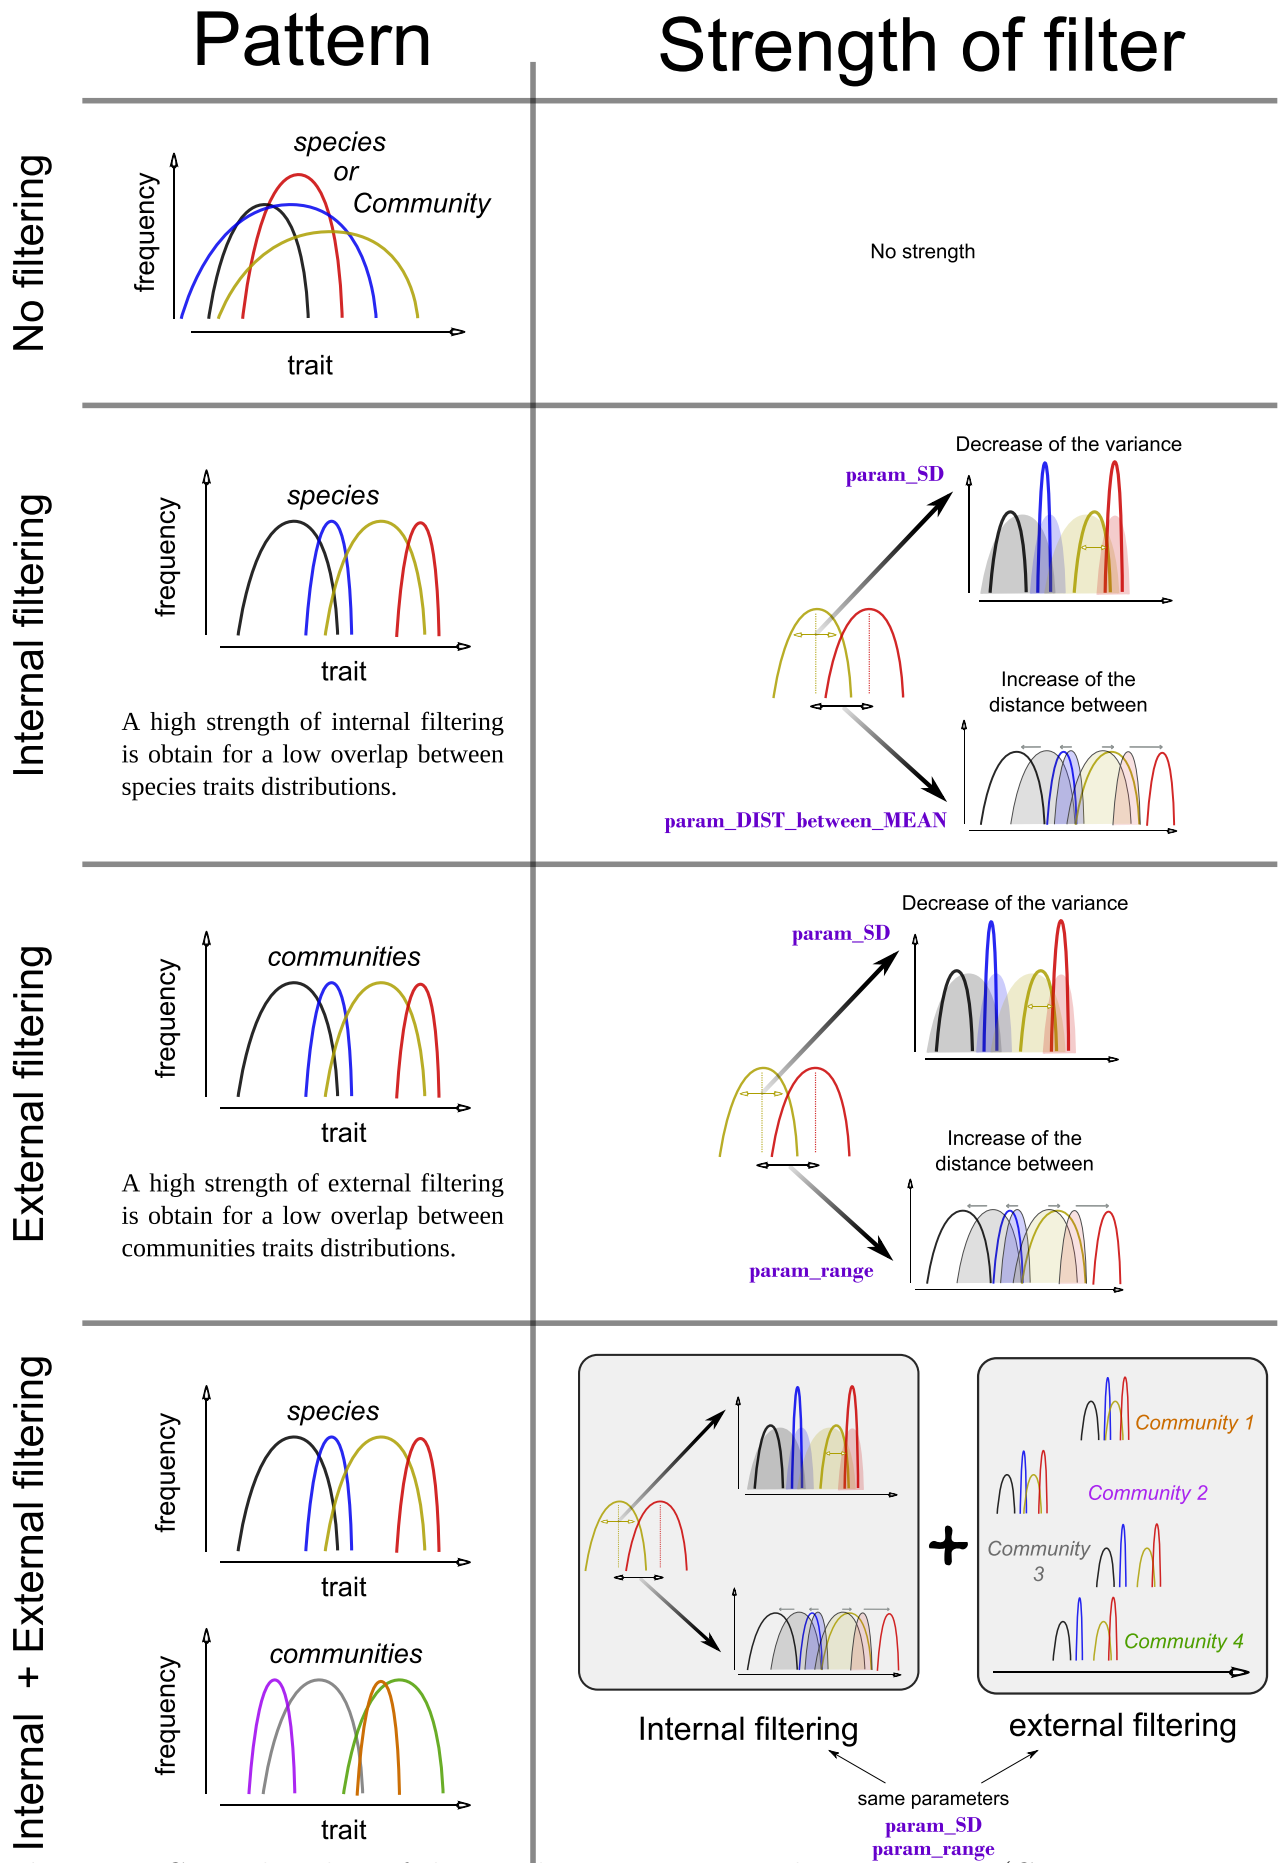 Pattern
Strength of filter
No filtering
frequency
species
or
Community
trait
No strength
Internal filtering
frequency
species
trait
A high strength of internal filtering
is obtain for a low overlap between
species traits distributions.
param_SD
Decrease of the variance
Increase of the
distance between
param_DIST_between_MEAN
External filtering
frequency
communities
trait
A high strength of external filtering
is obtain for a low overlap between
communities traits distributions.
param_SD
Decrease of the variance
Increase of the
distance between
param_range
Internal + External filtering
frequency
species
trait
frequency
communities
trait
+
Community 1
Community 2
Community
3
Community 4
Internal filtering
external filtering
same parameters
param_SD
param_range